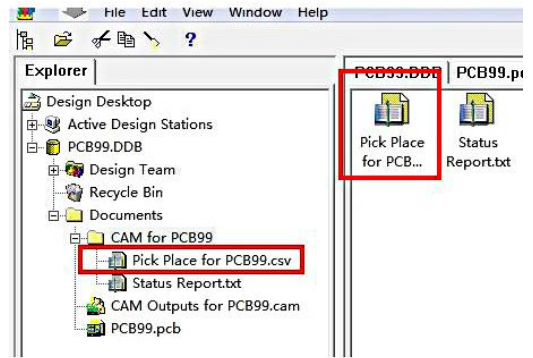 File Edit View Window Help
?
Explorer
Design Desktop
Active Design Stations
PCB99.DDB
Design Team
Recycle Bin
Documents
CAM for PCB99
Pick Place for PCB99.csv
Status Report.txt
CAM Outputs for PCB99.cam
PCB99.pcb
PCB99.DDB
Pick Place
for PCB...
Status
Report.txt